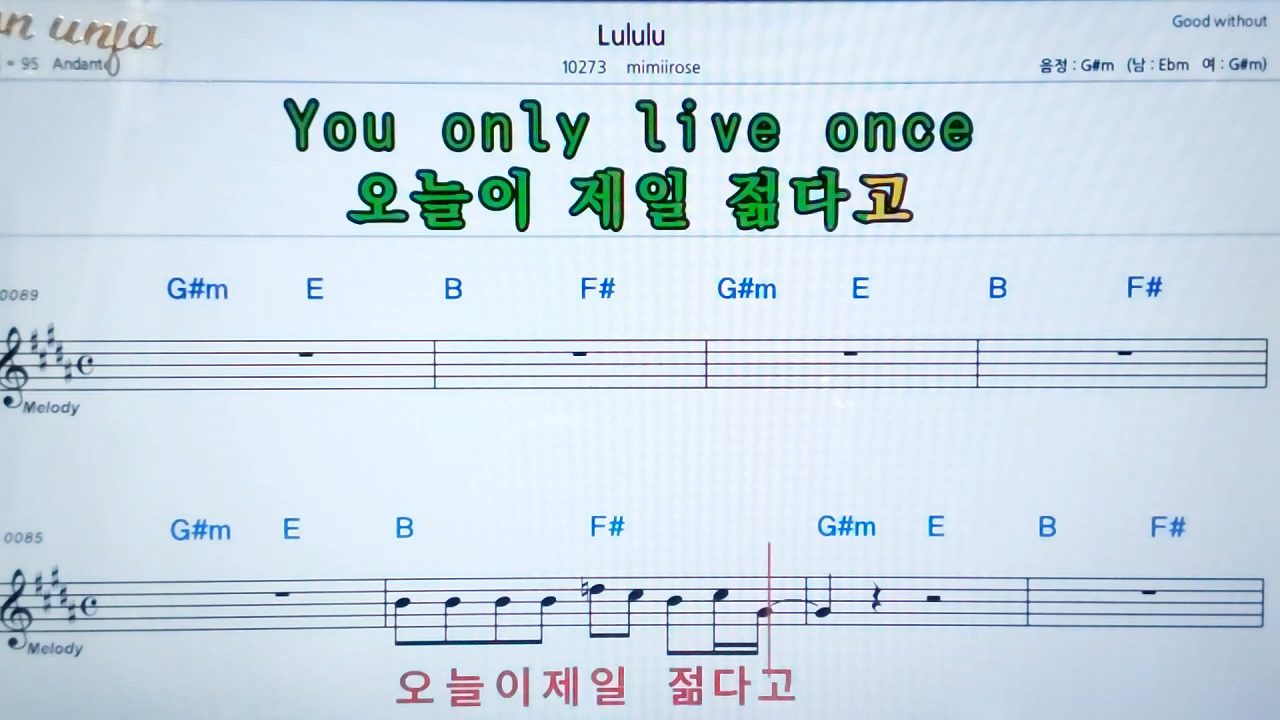 Lululu
Good without
= 95 Andant
10273 mimiirose
음정 : G#m (남 : Ebm 여 : G#m)
You only live once
오늘이 제일 젊다고
0089
G#m E B F# G#m E B F#
Melody
0085
G#m E B F# G#m E B F#
Melody
오늘이제일 젊다고